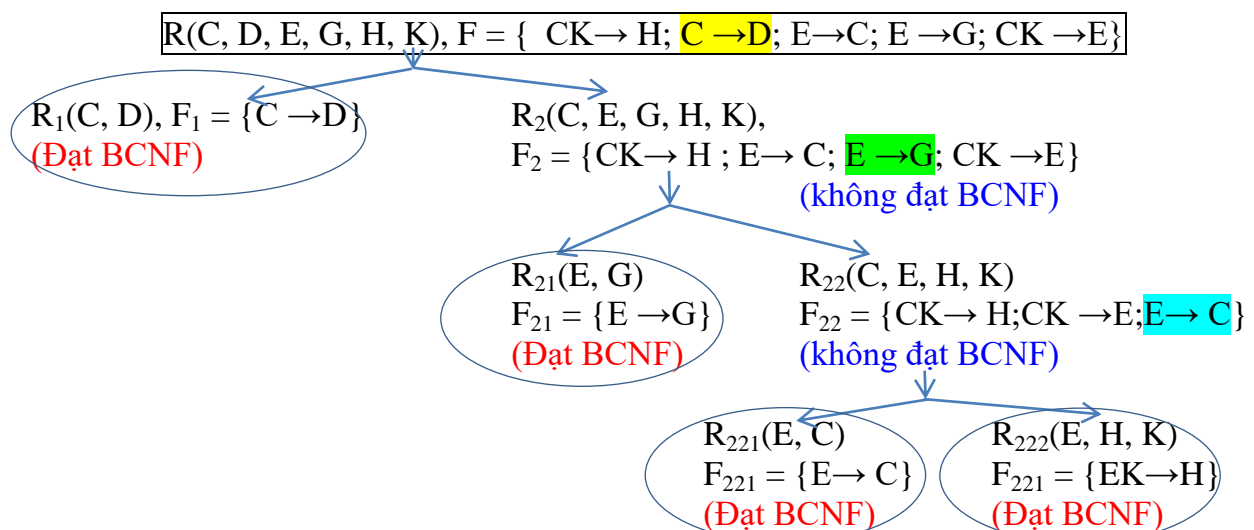 R(C, D, E, G, H, K), F = { CK→ H; C →D; E→C; E →G; CK →E}
R₁(C, D), F₁ = {C →D}
(Đạt BCNF)
R₂(C, E, G, H, K),
F₂ = {CK→ H ; E→ C; E →G; CK →E}
(không đạt BCNF)
R₂₁(E, G)
F₂₁ = {E →G}
(Đạt BCNF)
R₂₂(C, E, H, K)
F₂₂ = {CK→ H;CK →E;E→ C}
(không đạt BCNF)
R₂₂₁(E, C)
F₂₂₁ = {E→ C}
(Đạt BCNF)
R₂₂₂(E, H, K)
F₂₂₁ = {EK→H}
(Đạt BCNF)